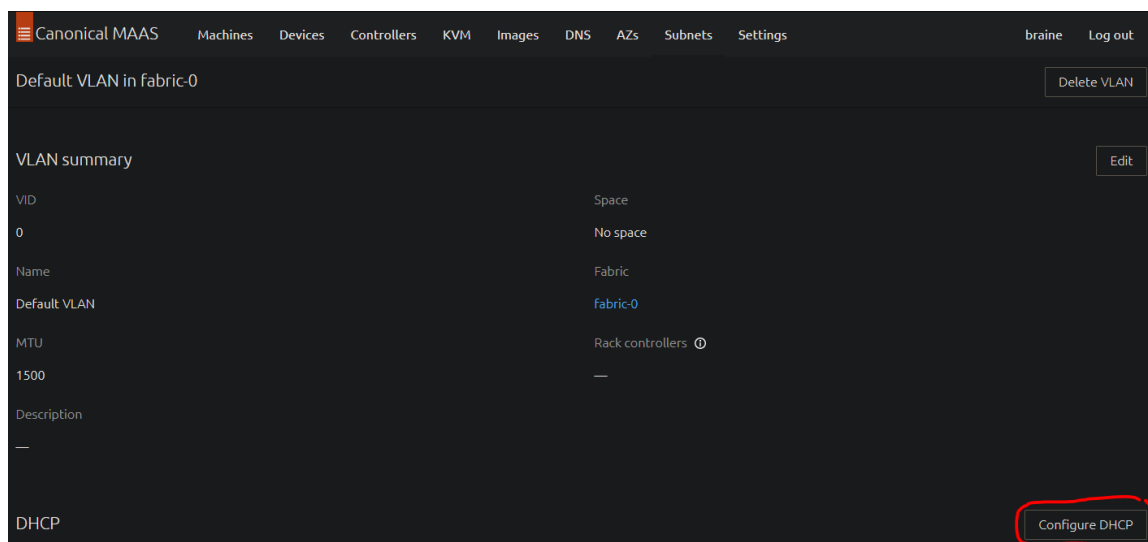 Canonical MAAS Machines Devices Controllers KVM Images DNS AZs Subnets Settings braine Log out
Default VLAN in fabric-0 Delete VLAN
VLAN summary Edit
VID Space
0 No space
Name Fabric
Default VLAN fabric-0
MTU Rack controllers
1500 —
Description
—
DHCP Configure DHCP